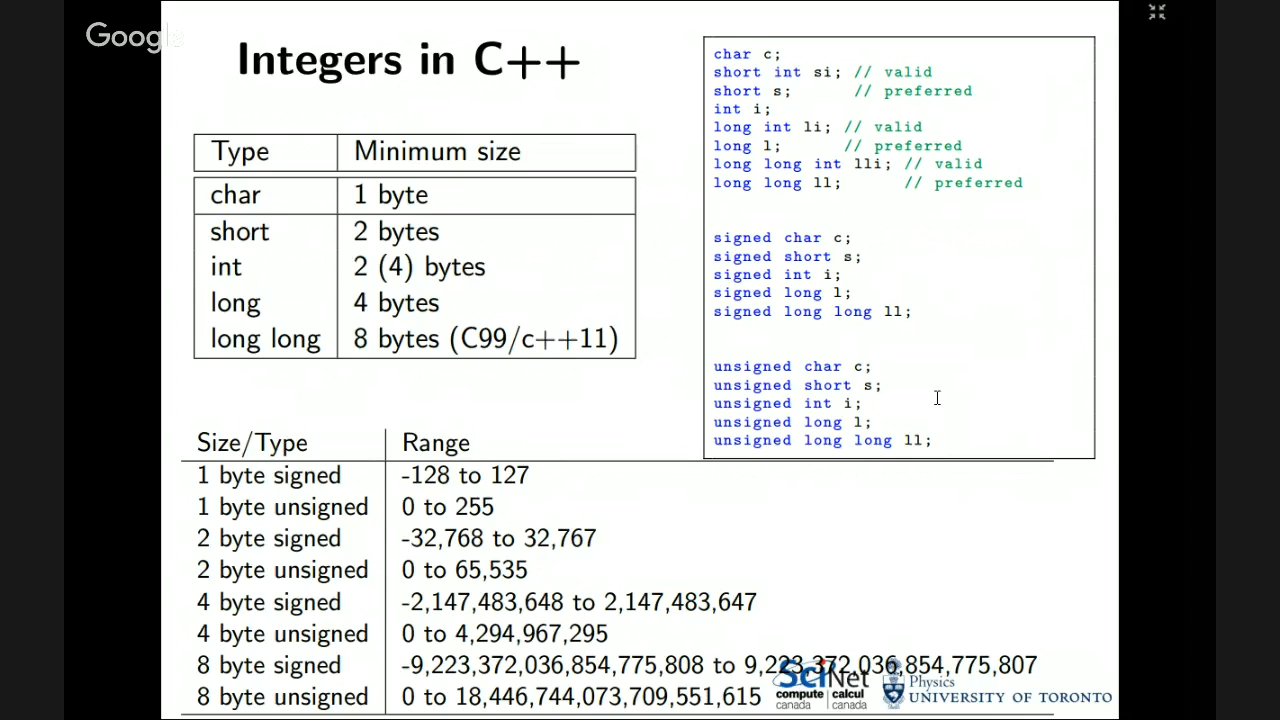 Google
Integers in C++
Type Minimum size
char 1 byte
short 2 bytes
int 2 (4) bytes
long 4 bytes
long long 8 bytes (C99/c++11)
char c;
short int si; // valid
short s; // preferred
int i;
long int li; // valid
long l; // preferred
long long int lli; // valid
long long ll; // preferred
signed char c;
signed short s;
signed int i;
signed long l;
signed long long ll;
unsigned char c;
unsigned short s;
unsigned int i;
unsigned long l;
unsigned long long ll;
Size/Type Range
1 byte signed -128 to 127
1 byte unsigned 0 to 255
2 byte signed -32,768 to 32,767
2 byte unsigned 0 to 65,535
4 byte signed -2,147,483,648 to 2,147,483,647
4 byte unsigned 0 to 4,294,967,295
8 byte signed -9,223,372,036,854,775,808 to 9,223,372,036,854,775,807
8 byte unsigned 0 to 18,446,744,073,709,551,615
SciNet
compute calcul
canada canada
Physics
UNIVERSITY OF TORONTO